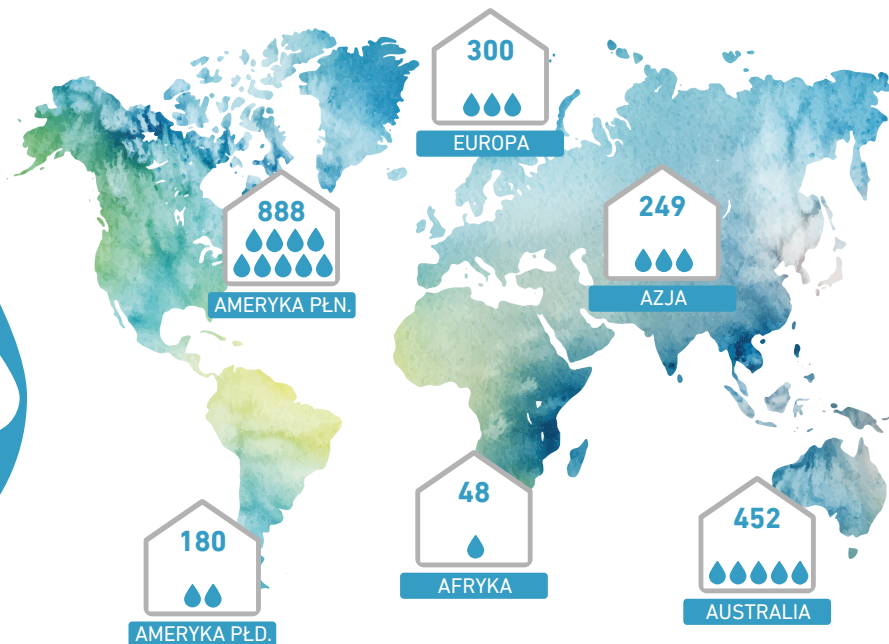 300
EUROPA
888
AMERYKA PŁN.
249
AZJA
180
AMERYKA PŁD.
48
AFRYKA
452
AUSTRALIA